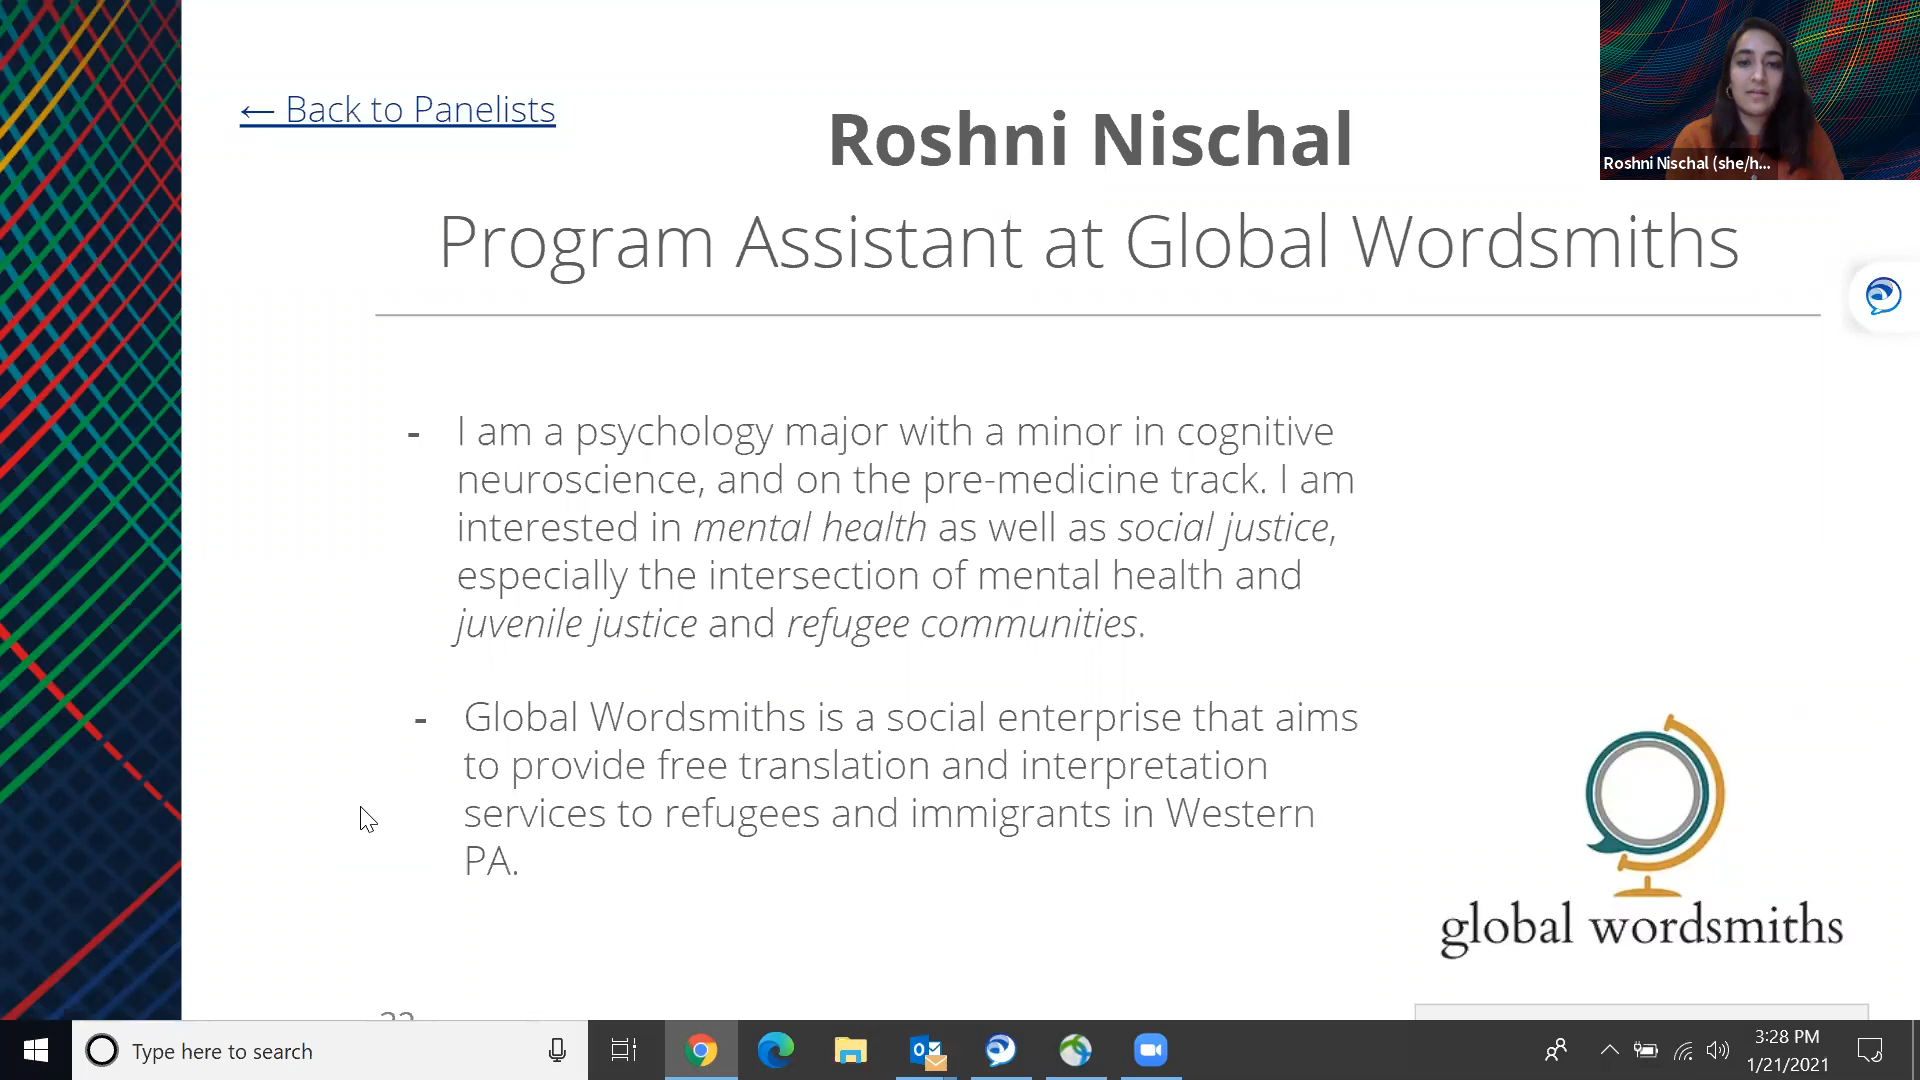 ← Back to Panelists
Roshni Nischal
Program Assistant at Global Wordsmiths
Roshni Nischal (she/h...
- I am a psychology major with a minor in cognitive
neuroscience, and on the pre-medicine track. I am
interested in mental health as well as social justice,
especially the intersection of mental health and
juvenile justice and refugee communities.
- Global Wordsmiths is a social enterprise that aims
to provide free translation and interpretation
services to refugees and immigrants in Western
PA.
global wordsmiths
Type here to search
3:28 PM
1/21/2021